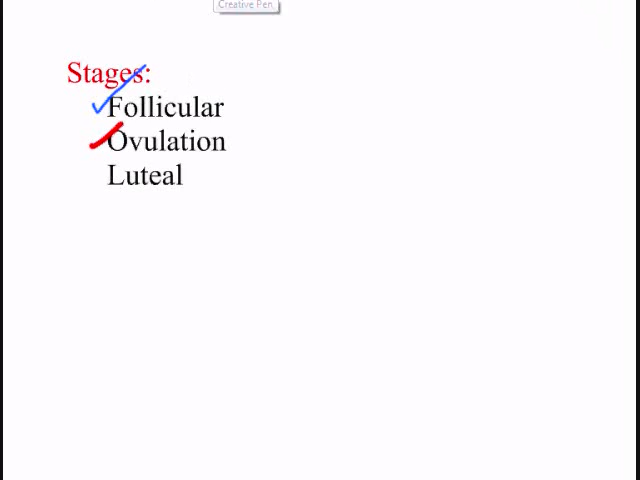 Creative Pen
Stages:
Follicular
Ovulation
Luteal